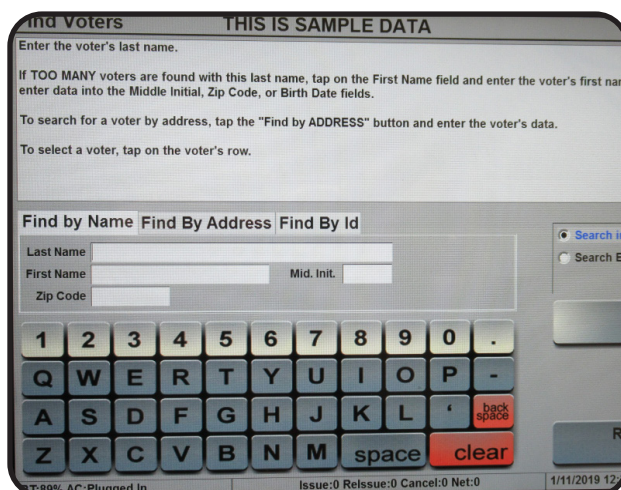 Find Voters THIS IS SAMPLE DATA
Enter the voter's last name.
If TOO MANY voters are found with this last name, tap on the First Name field and enter the voter's first
enter data into the Middle Initial, Zip Code, or Birth Date fields.
To search for a voter by address, tap the "Find by ADDRESS" button and enter the voter's data.
To select a voter, tap on the voter's row.
Find by Name Find By Address Find By Id
Search
Last Name
Search
First Name Mid. Init.
Zip Code
1 2 3 4 5 6 7 8 9 0 .
Q W E R T Y U I O P -
A S D F G H J K L ' back space
Z X C V B N M space clear
R
89% AC:Plugged In Issue:0 ReIssue:0 Cancel:0 Net:0 1/11/2019 12